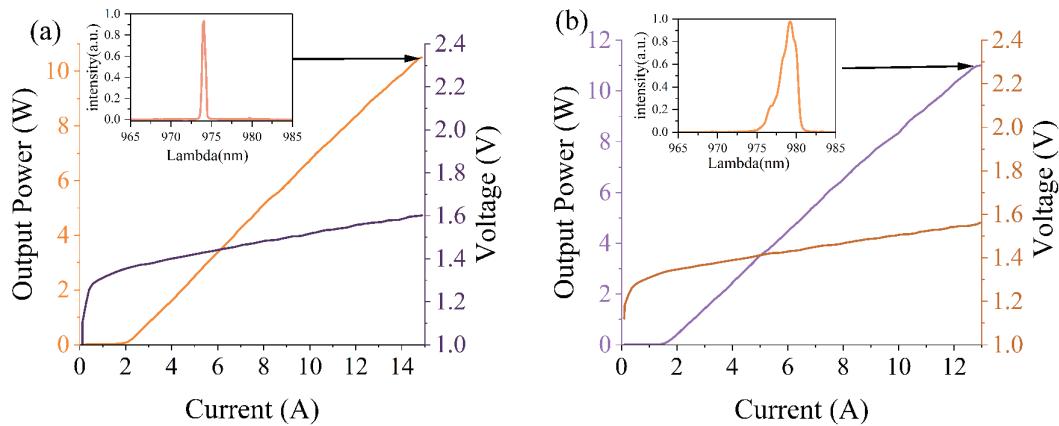 (a)
Output Power (W)
10
8
6
4
2
0
0 2 4 6 8 10 12 14
Current (A)
2.4
2.2
2.0
1.8
1.6
1.4
1.2
1.0
Voltage (V)
intensity(a.u.)
1.0
0.8
0.6
0.4
0.2
0.0
965 970 975 980 985
Lambda(nm)
(b)
Output Power (W)
12
10
8
6
4
2
0
0 2 4 6 8 10 12
Current (A)
2.4
2.2
2.0
1.8
1.6
1.4
1.2
1.0
Voltage (V)
intensity(a.u.)
1.0
0.8
0.6
0.4
0.2
0.0
965 970 975 980 985
Lambda(nm)